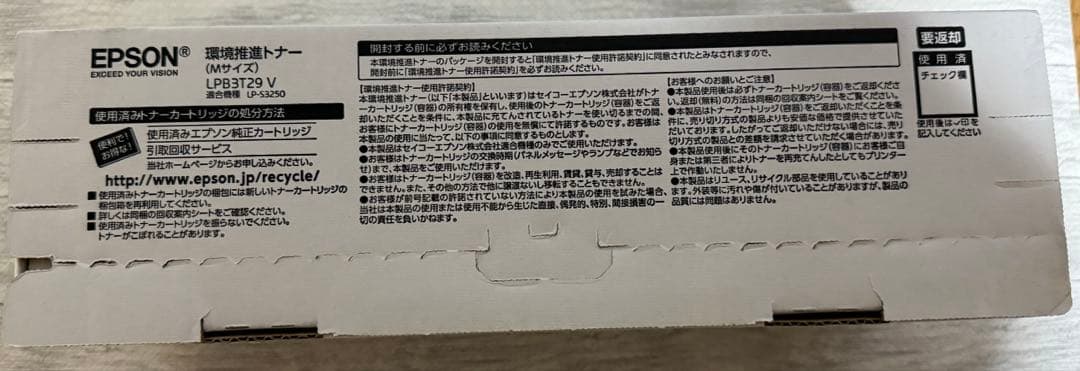 EPSON®
EXCEED YOUR VISION
環境推進トナー
(Mサイズ)
LPB3T29 V
適合機種 LP-S3250
使用済みトナーカートリッジの処分方法
便利で!
お得な!
使用済みエプソン純正カートリッジ
引取回収サービス
当社ホームページからお申し込みください。
http://www.epson.jp/recycle/
■使用済みトナーカートリッジの梱包には新しいトナーカートリッジの
梱包箱を再利用してください。
■詳しくは同梱の回収案内シートをご確認ください。
■使用済みトナーカートリッジを振らないでください。
トナーがこぼれることがあります。
開封する前に必ずお読みください
本環境推進トナーのパッケージを開封すると「環境推進トナー使用許諾契約」に同意されたとみなされますので、
開封前に「環境推進トナー使用許諾契約」を必ずお読みください。
【環境推進トナー使用許諾契約】
本環境推進トナー(以下「本製品」といいます)はセイコーエプソン株式会社がトナ
ーカートリッジ(容器)の所有権を保有し、使用後のトナーカートリッジ(容器)をご返
却いただくことを条件に、本製品に充てんされているトナーを使い切るまでの間、
お客様にトナーカートリッジ(容器)の使用を無償にて許諾するものです。お客様は
本製品の使用に当たって、以下の事項に同意するものとします。
●本製品はセイコーエプソン株式会社適合機種のみでご使用いただけます。
●お客様はトナーカートリッジの交換時期(パネルメッセージやランプなどでお知ら
せ)まで、本製品をご使用いただけます。
●お客様はトナーカートリッジ(容器)を改造、再生利用、賃貸、貸与、売却することは
できません。また、その他の方法で他に譲渡ないし移転することもできません。
●お客様が前号記載の許諾されていない方法により本製品の使用を試みた場合、
当社は本製品の使用または使用不能から生じた直接、偶発的、特別、間接損害の一
切の責任を負いかねます。
【お客様へのお願いとご注意】
●本製品使用後は必ずトナーカートリッジ(容器)をご返却くださ
い。返却(無料)の方法は同梱の回収案内シートをご覧ください。
●本製品はトナーカートリッジ(容器)をご返却いただくことを条
件に、売り切り方式の製品よりも安価な価格で提供させていた
だいております。したがってご返却いただけない場合には、売り
切り方式の製品との差額を請求させていただく場合があります。
●本製品使用後にそのトナーカートリッジ(容器)にお客様ご自
身または第三者によりトナーを再充てんしたとしてもプリンター
上で作動いたしません。
●本製品はリユース、リサイクル部品を使用していることがあり
ます。外装等に汚れや傷が付いていることがありますが、製品の
品質には問題はありません。
要返却
使用済
チェック欄
使用後は✓印を
記入してください